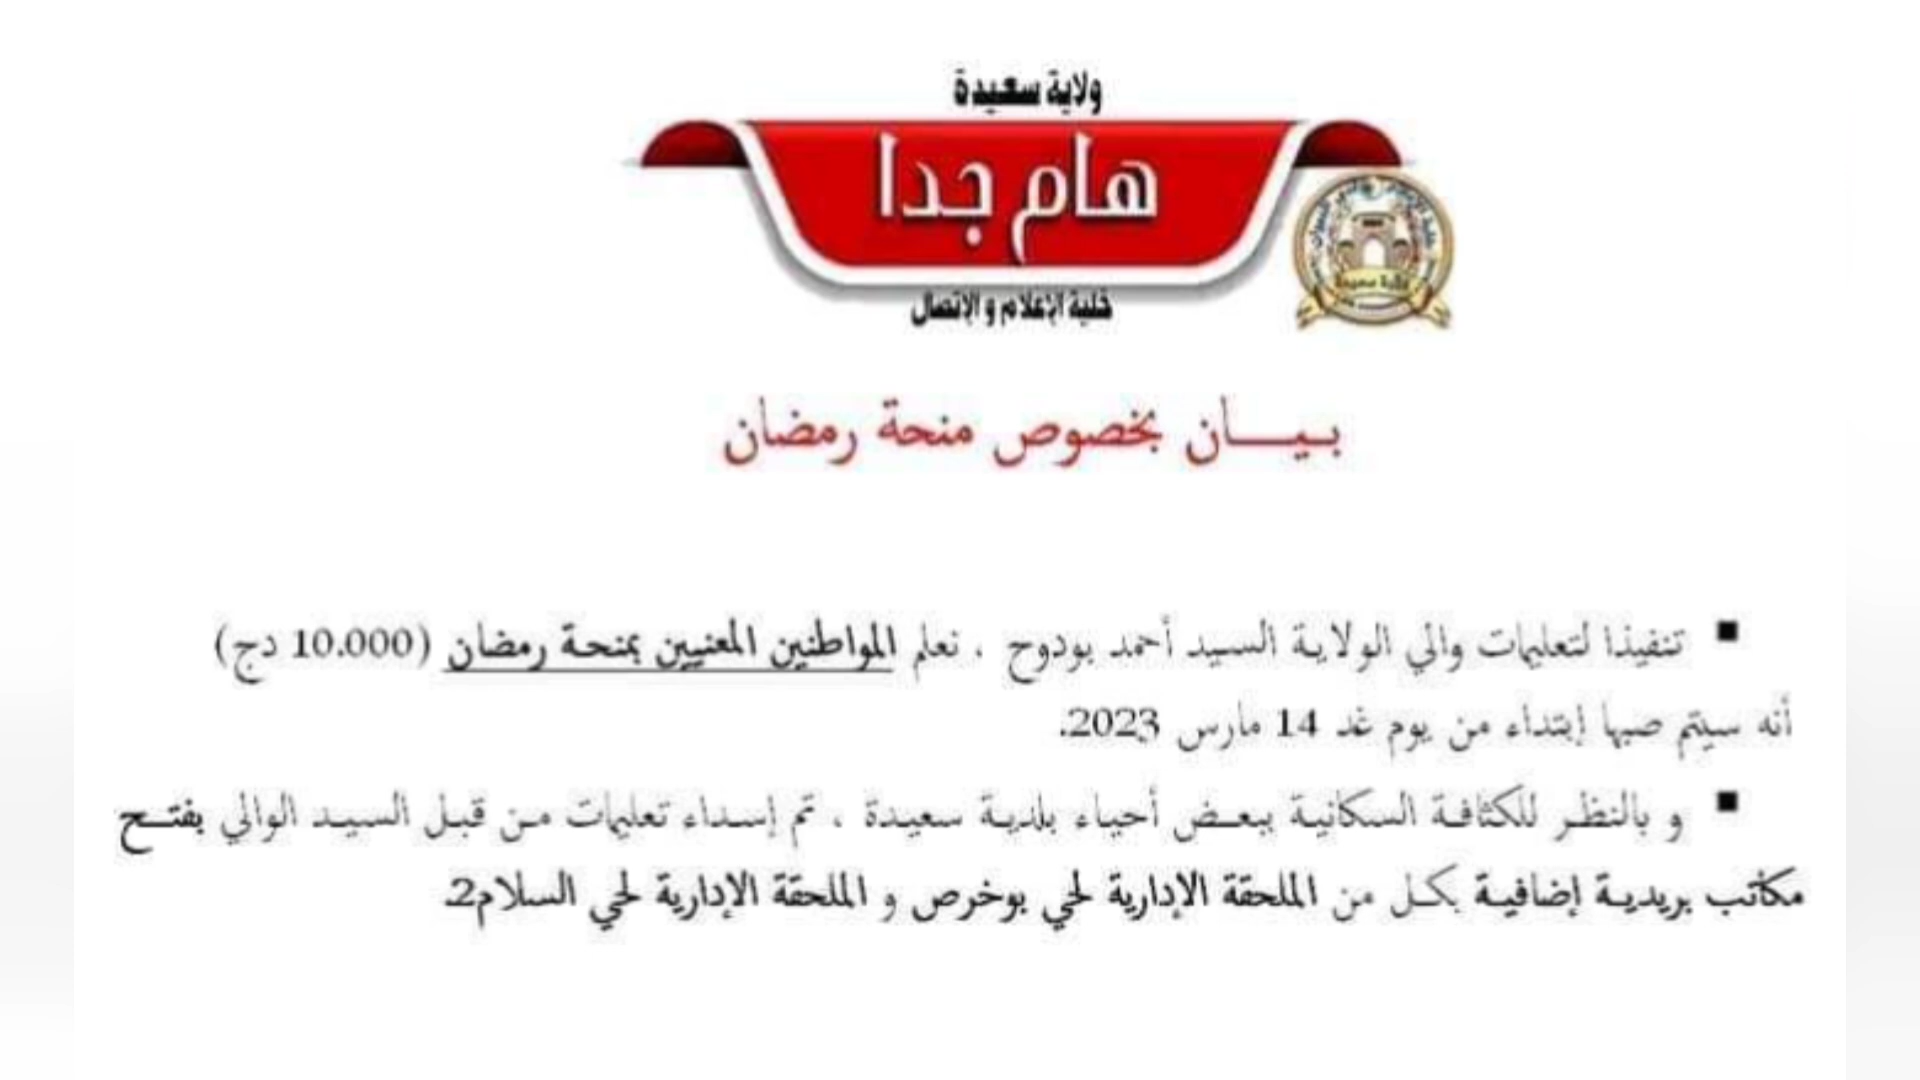 ولاية سعيدة
هام جدا
خلية الإعلام و الإتصال
ولاية سعيدة
بيـــــان بخصوص منحة رمضان
▪ تنفيذا لتعليمات والي الولاية السيد أحمد بودوح ، نعلم المواطنين المعنيين بمنحة رمضان (10.000 دج)
أنه سيتم صبها إبتداء من يوم غد 14 مارس 2023.
▪ و بالنظر للكثافة السكانية ببعض أحياء بلدية سعيدة ، تم إسداء تعليمات من قبل السيد الوالي بفتح
مكاتب بريدية إضافية بكل من الملحقة الإدارية لحي بوخرص و الملحقة الإدارية لحي السلام2.